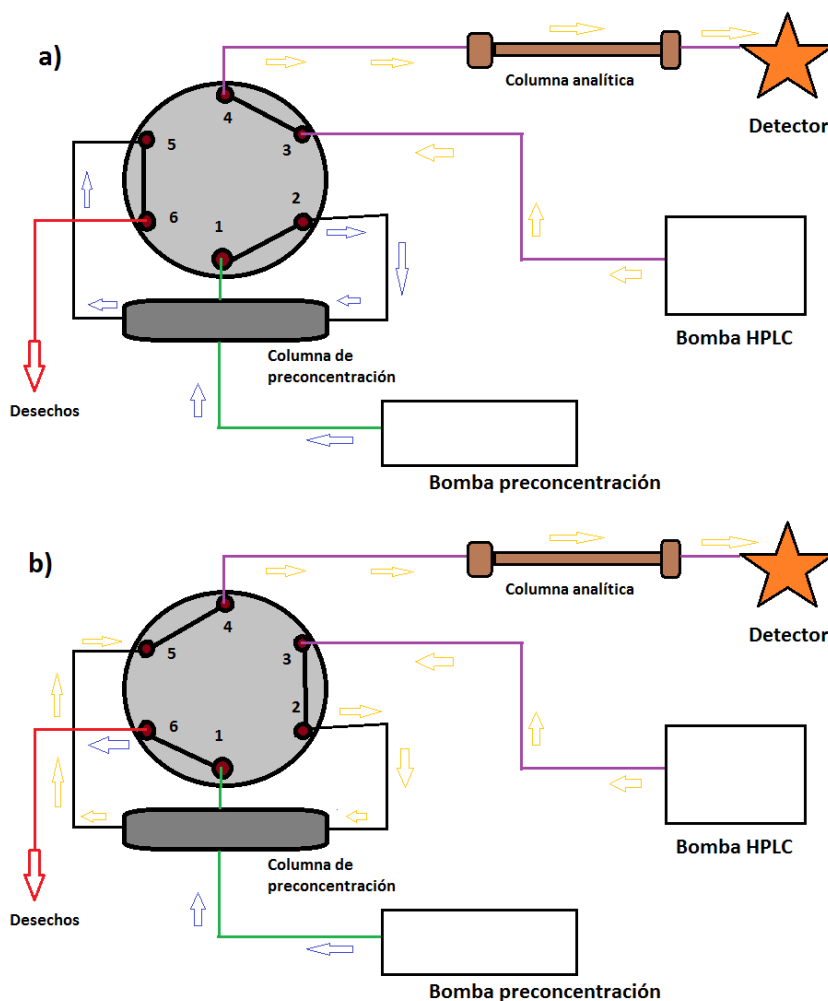 a)
Columna analítica
Detector
4
5
3
2
6
1
Bomba HPLC
Columna de
preconcentración
Desechos
Bomba preconcentración
b)
Columna analítica
Detector
4
5
3
2
6
1
Bomba HPLC
Columna de
preconcentración
Desechos
Bomba preconcentración